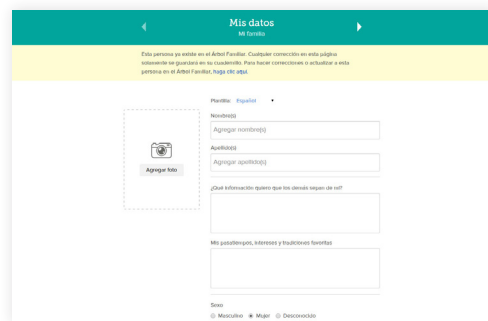 Mis datos
Mi familia
Esta persona ya existe en el Árbol Familiar. Cualquier corrección en esta página
solamente se guardará en su cuadernillo. Para hacer correcciones o actualizar a esta
persona en el Árbol Familiar, haga clic aquí.
Plantilla: Español
Nombre(s)
Agregar nombre(s)
Apellido(s)
Agregar apellido(s)
Agregar foto
¿Qué información quiero que los demás sepan de mí?
Mis pasatiempos, intereses y tradiciones favoritas
Sexo
Masculino Mujer Desconocido